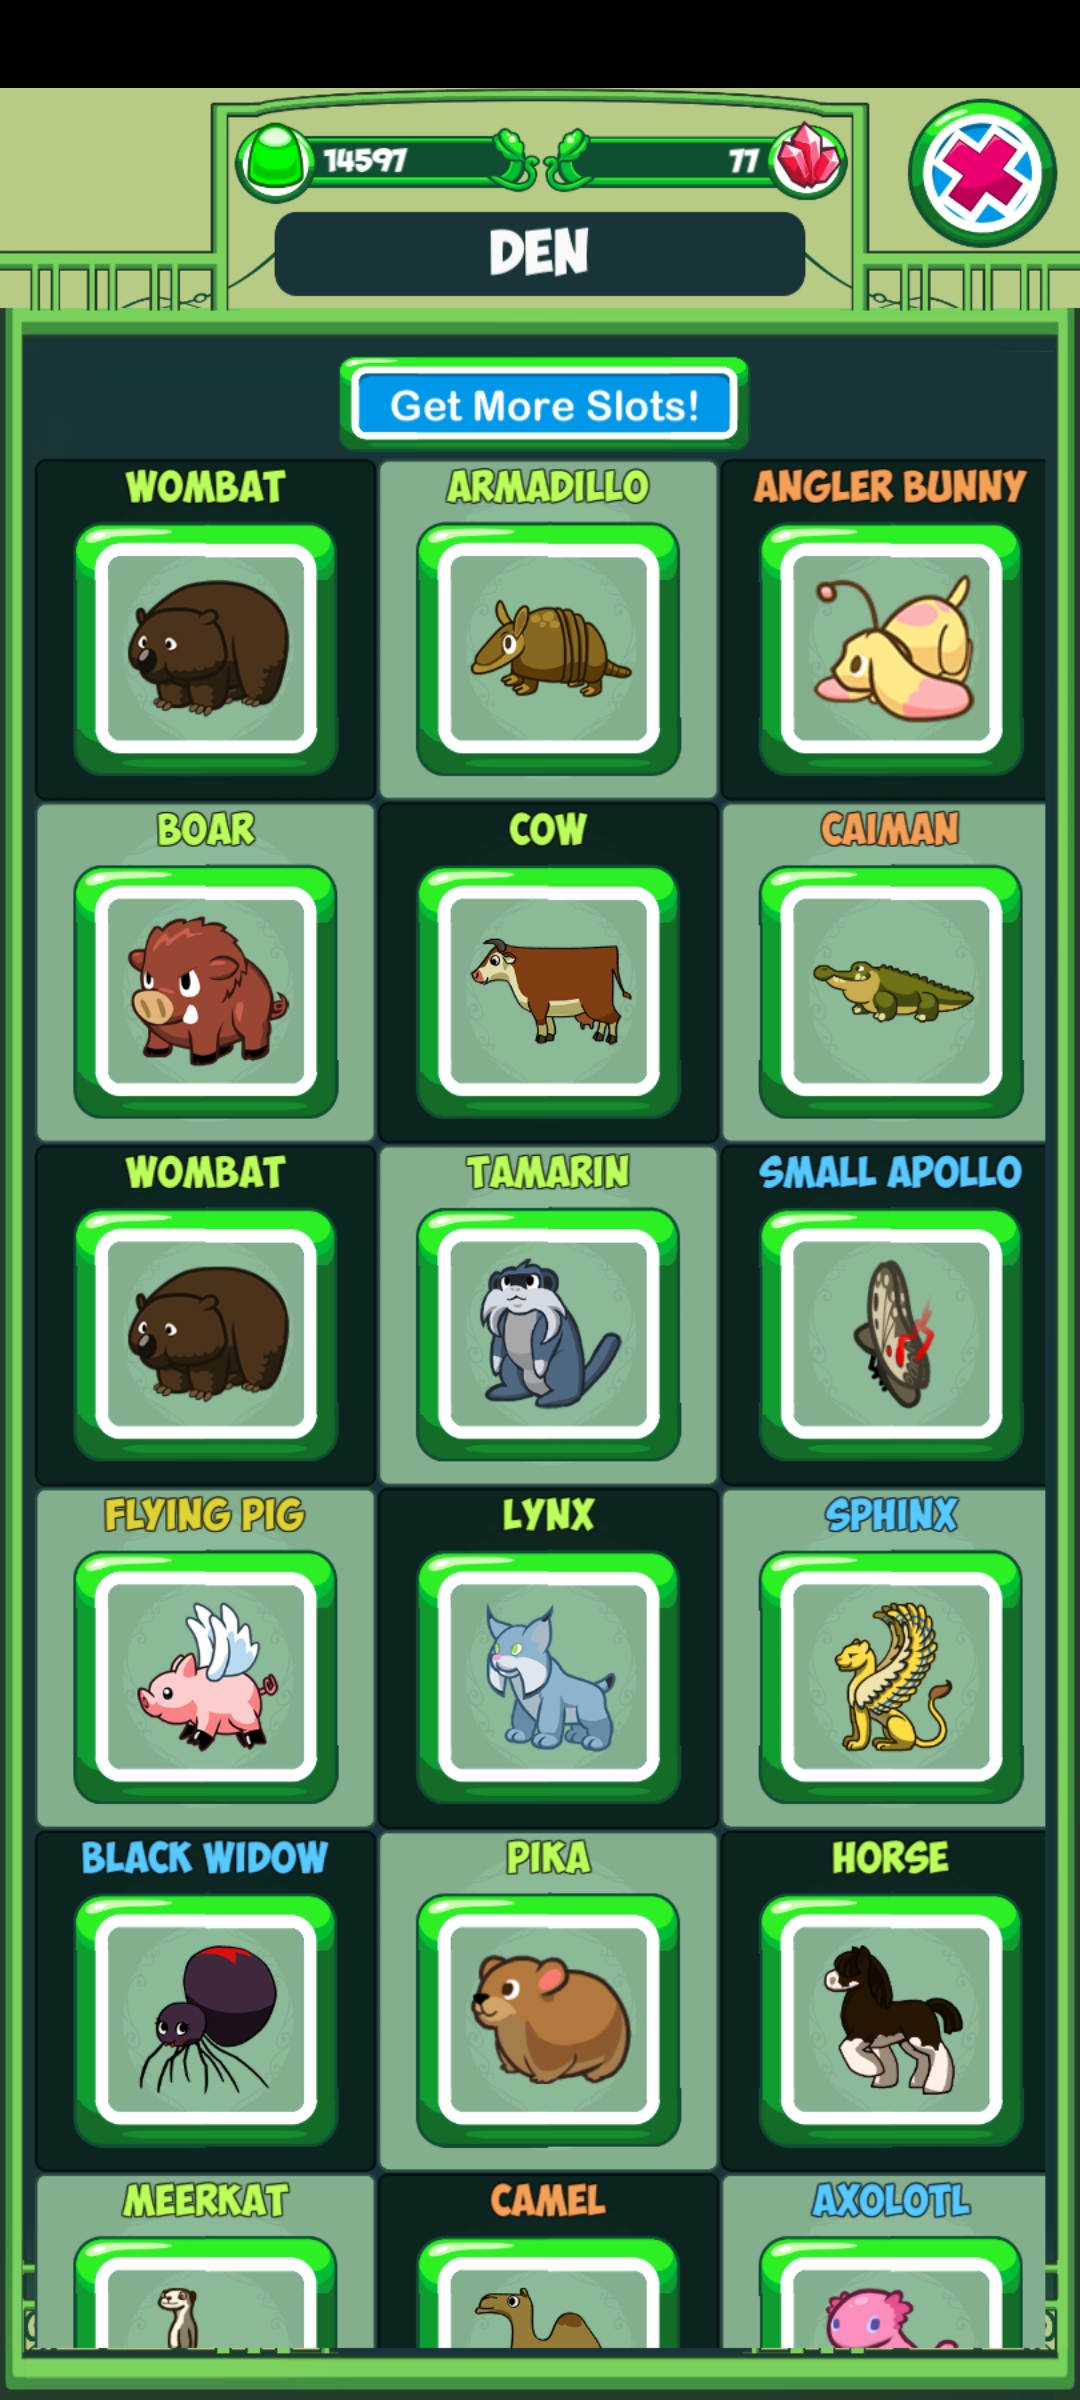 14597
77
DEN
Get More Slots!
WOMBAT
ARMADILLO
ANGLER BUNNY
BOAR
COW
CAIMAN
WOMBAT
TAMARIN
SMALL APOLLO
FLYING PIG
LYNX
SPHINX
BLACK WIDOW
PIKA
HORSE
MEERKAT
CAMEL
AXOLOTL